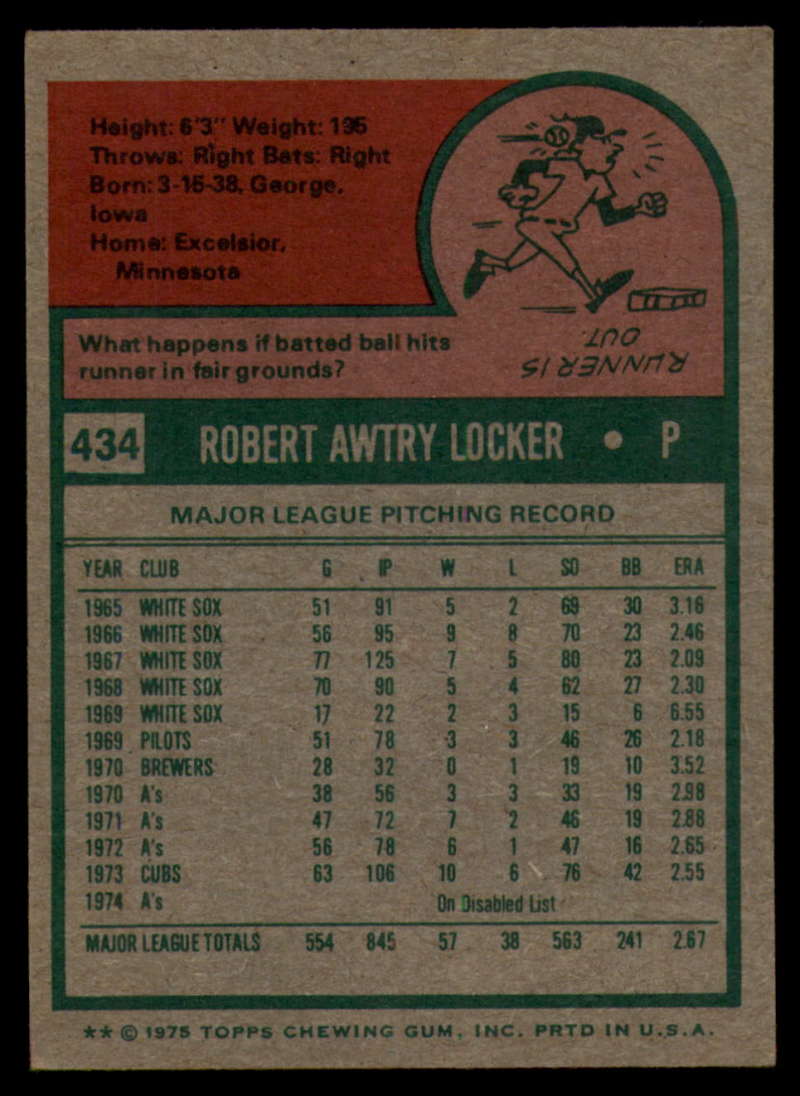 Height: 6'3" Weight: 195
Throws: Right Bats: Right
Born: 3-15-38, George,
Iowa
Home: Excelsior,
Minnesota
What happens if batted ball hits
runner in fair grounds?
RUNNER IS
OUT.
434 ROBERT AWTRY LOCKER • P
MAJOR LEAGUE PITCHING RECORD
YEAR CLUB G IP W L SO BB ERA
1965 WHITE SOX 51 91 5 2 69 30 3.16
1966 WHITE SOX 56 95 9 8 70 23 2.46
1967 WHITE SOX 77 125 7 5 80 23 2.09
1968 WHITE SOX 70 90 5 4 62 27 2.30
1969 WHITE SOX 17 22 2 3 15 6 6.55
1969 PILOTS 51 78 3 3 46 26 2.18
1970 BREWERS 28 32 0 1 19 10 3.52
1970 A's 38 56 3 3 33 19 2.98
1971 A's 47 72 7 2 46 19 2.88
1972 A's 56 78 6 1 47 16 2.65
1973 CUBS 63 106 10 6 76 42 2.55
1974 A's On Disabled List
MAJOR LEAGUE TOTALS 554 845 57 38 563 241 2.67
** © 1975 TOPPS CHEWING GUM, INC. PRTD IN U.S.A.